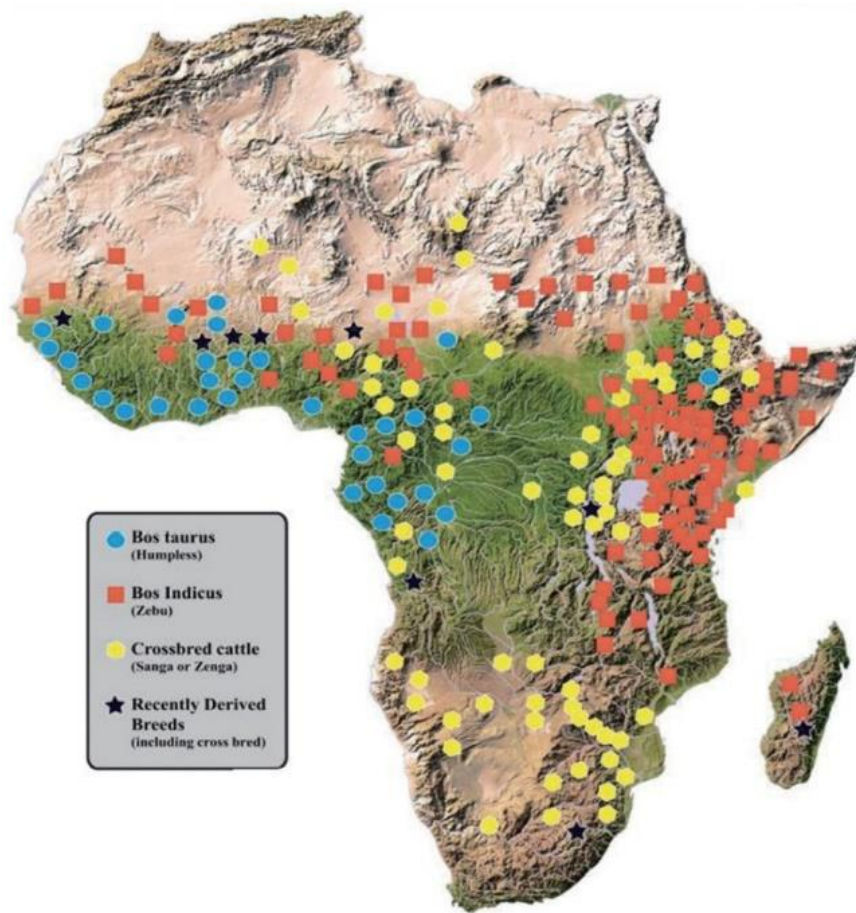 Bos taurus
(Humpless)
Bos Indicus
(Zebu)
Crossbred cattle
(Sanga or Zenga)
Recently Derived
Breeds
(including cross bred)